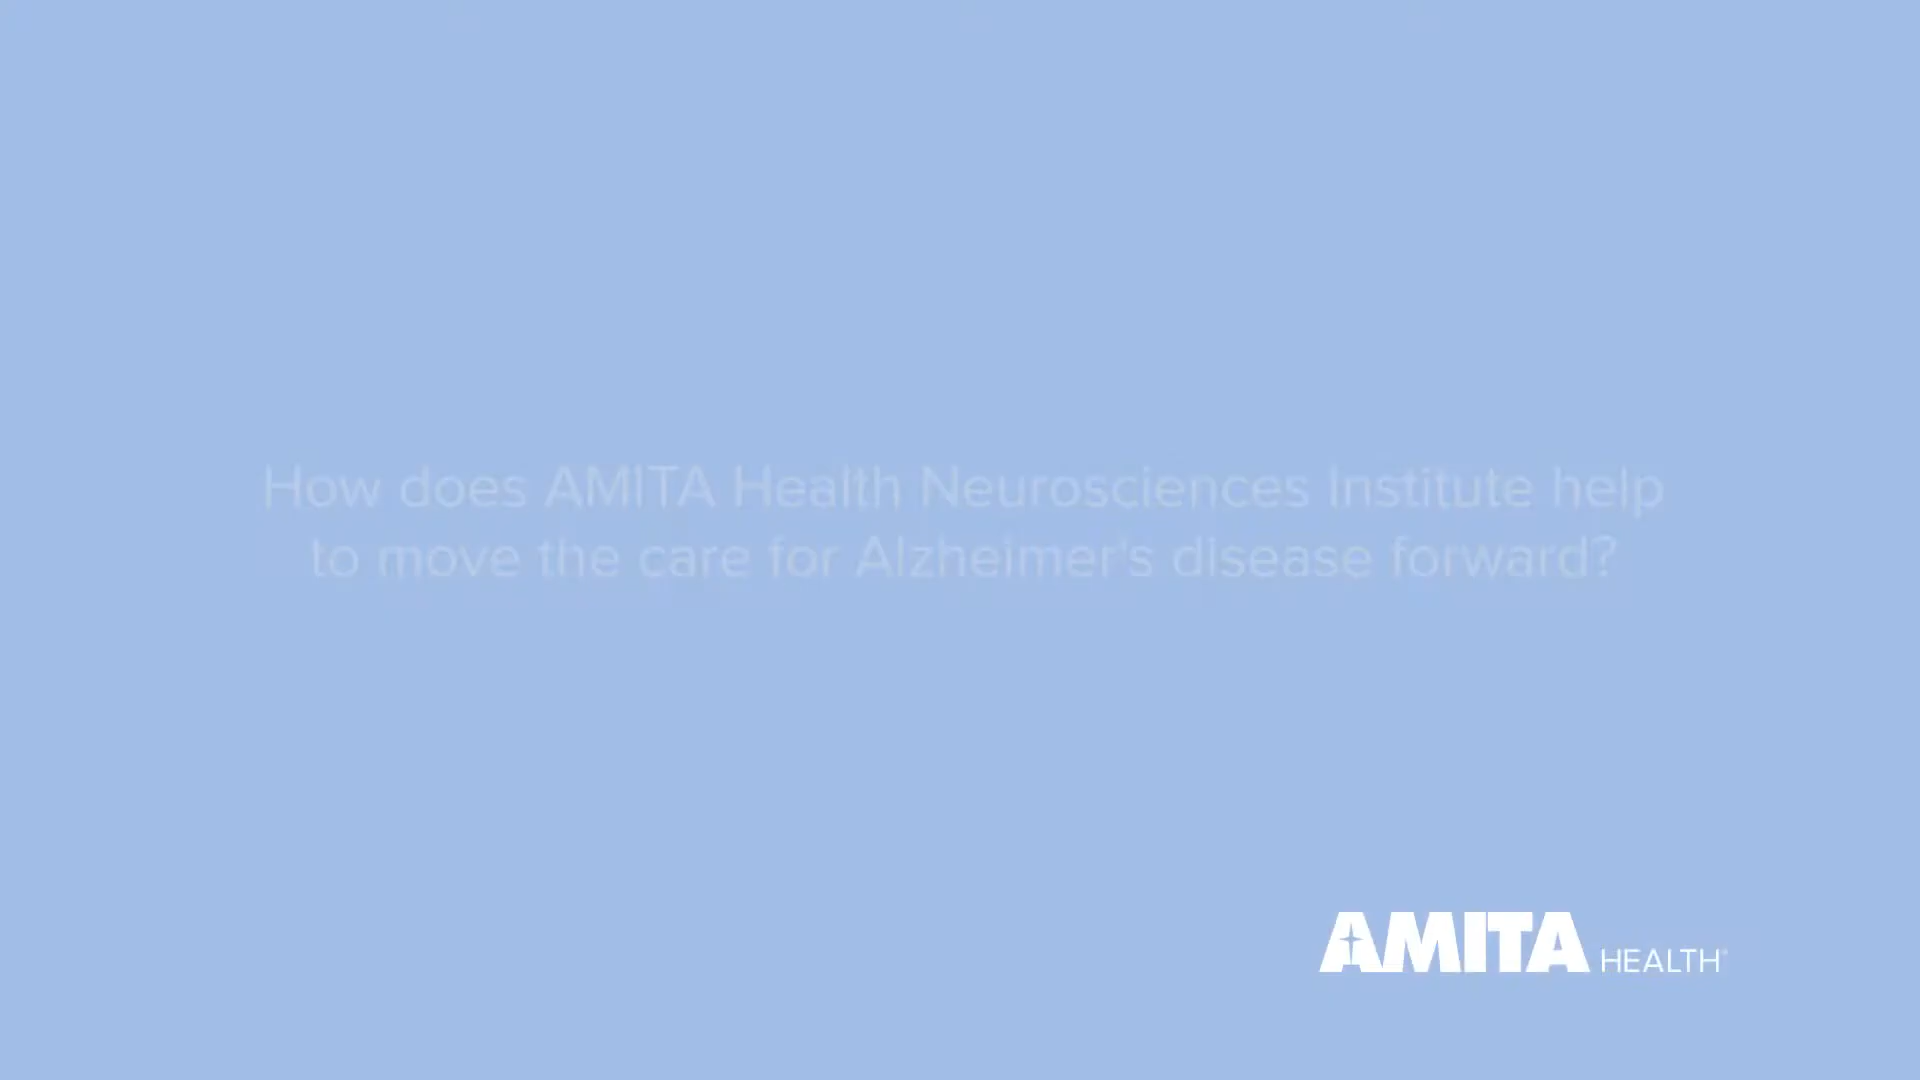 How does AMITA Health Neurosciences Institute help
to move the care for Alzheimer's disease forward?
AMITA HEALTH